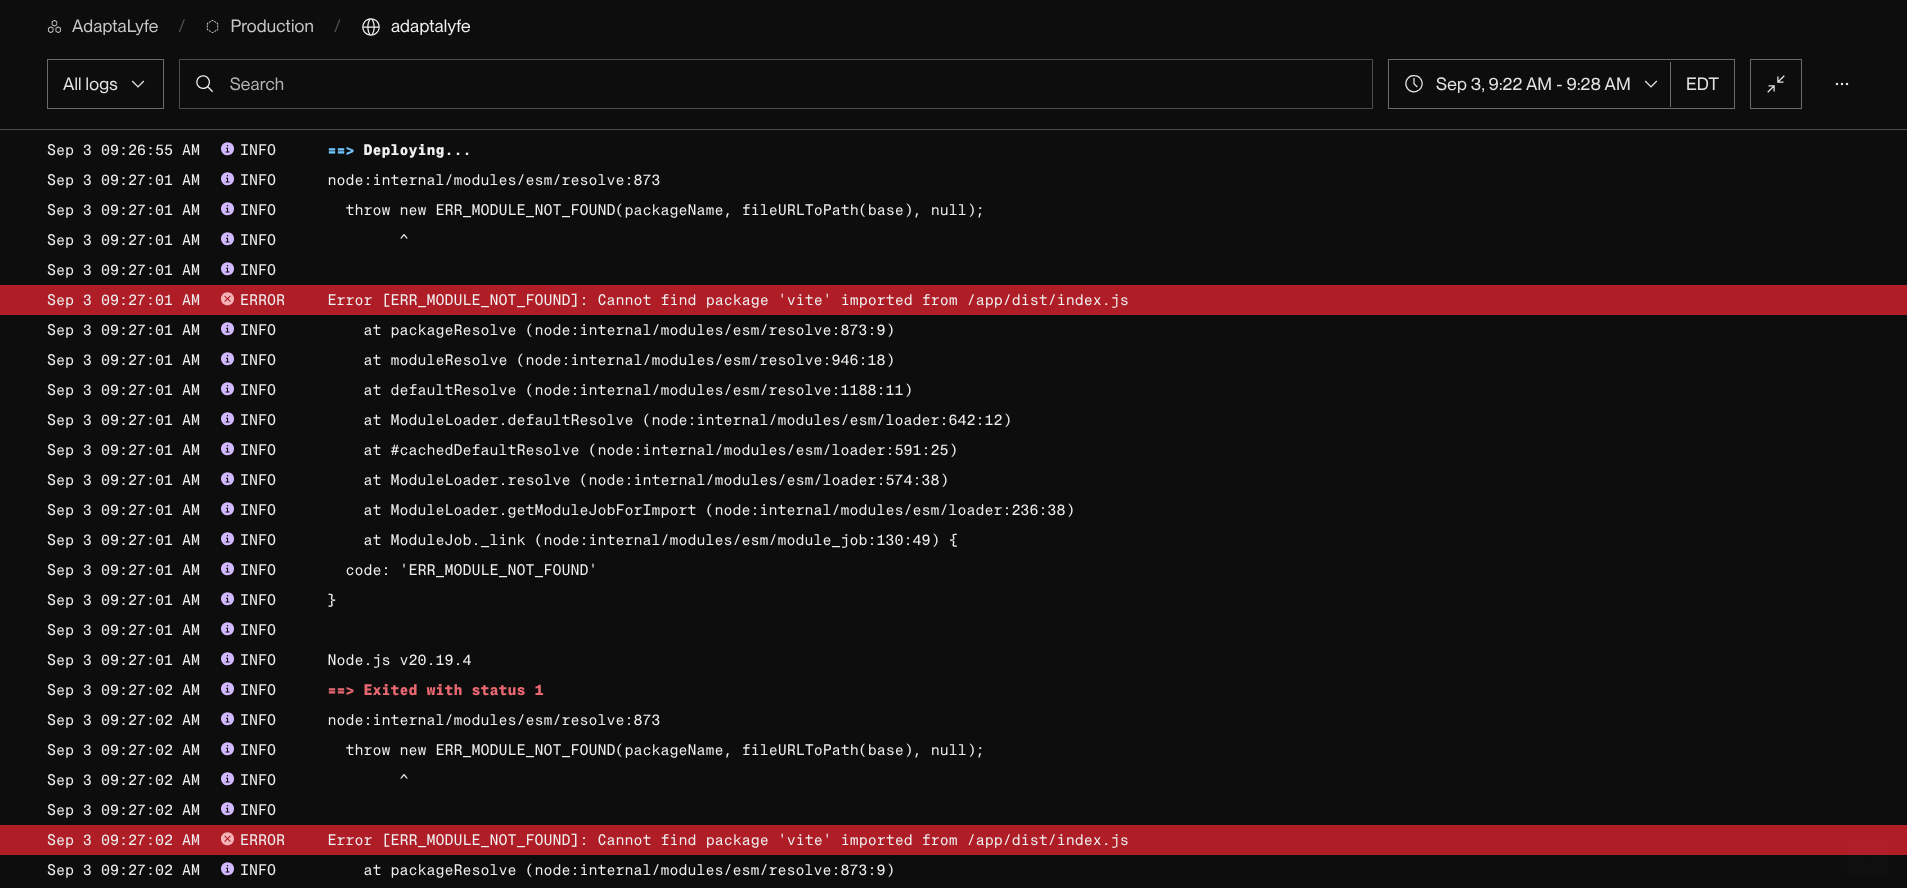 AdaptaLyfe / Production / adaptalyfe
All logs Search Sep 3, 9:22 AM - 9:28 AM EDT ...
Sep 3 09:26:55 AM INFO ==> Deploying...
Sep 3 09:27:01 AM INFO node:internal/modules/esm/resolve:873
Sep 3 09:27:01 AM INFO throw new ERR_MODULE_NOT_FOUND(packageName, fileURLToPath(base), null);
Sep 3 09:27:01 AM INFO ^
Sep 3 09:27:01 AM INFO
Sep 3 09:27:01 AM ERROR Error [ERR_MODULE_NOT_FOUND]: Cannot find package 'vite' imported from /app/dist/index.js
Sep 3 09:27:01 AM INFO at packageResolve (node:internal/modules/esm/resolve:873:9)
Sep 3 09:27:01 AM INFO at moduleResolve (node:internal/modules/esm/resolve:946:18)
Sep 3 09:27:01 AM INFO at defaultResolve (node:internal/modules/esm/resolve:1188:11)
Sep 3 09:27:01 AM INFO at ModuleLoader.defaultResolve (node:internal/modules/esm/loader:642:12)
Sep 3 09:27:01 AM INFO at #cachedDefaultResolve (node:internal/modules/esm/loader:591:25)
Sep 3 09:27:01 AM INFO at ModuleLoader.resolve (node:internal/modules/esm/loader:574:38)
Sep 3 09:27:01 AM INFO at ModuleLoader.getModuleJobForImport (node:internal/modules/esm/loader:236:38)
Sep 3 09:27:01 AM INFO at ModuleJob._link (node:internal/modules/esm/module_job:130:49) {
Sep 3 09:27:01 AM INFO code: 'ERR_MODULE_NOT_FOUND'
Sep 3 09:27:01 AM INFO }
Sep 3 09:27:01 AM INFO
Sep 3 09:27:01 AM INFO Node.js v20.19.4
Sep 3 09:27:02 AM INFO ==> Exited with status 1
Sep 3 09:27:02 AM INFO node:internal/modules/esm/resolve:873
Sep 3 09:27:02 AM INFO throw new ERR_MODULE_NOT_FOUND(packageName, fileURLToPath(base), null);
Sep 3 09:27:02 AM INFO ^
Sep 3 09:27:02 AM INFO
Sep 3 09:27:02 AM ERROR Error [ERR_MODULE_NOT_FOUND]: Cannot find package 'vite' imported from /app/dist/index.js
Sep 3 09:27:02 AM INFO at packageResolve (node:internal/modules/esm/resolve:873:9)